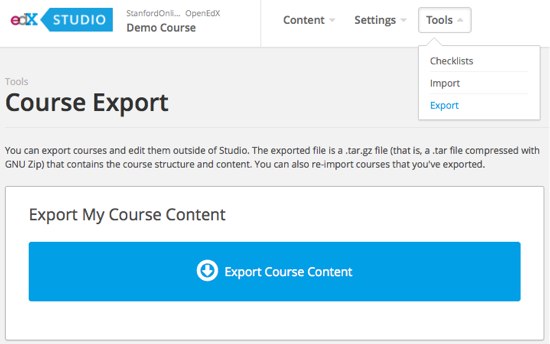 edX STUDIO
StanfordOnli... OpenEdX
Demo Course
Content
Settings
Tools
Checklists
Import
Export
Tools
Course Export
You can export courses and edit them outside of Studio. The exported file is a .tar.gz file (that is, a .tar file compressed with
GNU Zip) that contains the course structure and content. You can also re-import courses that you've exported.
Export My Course Content
Export Course Content